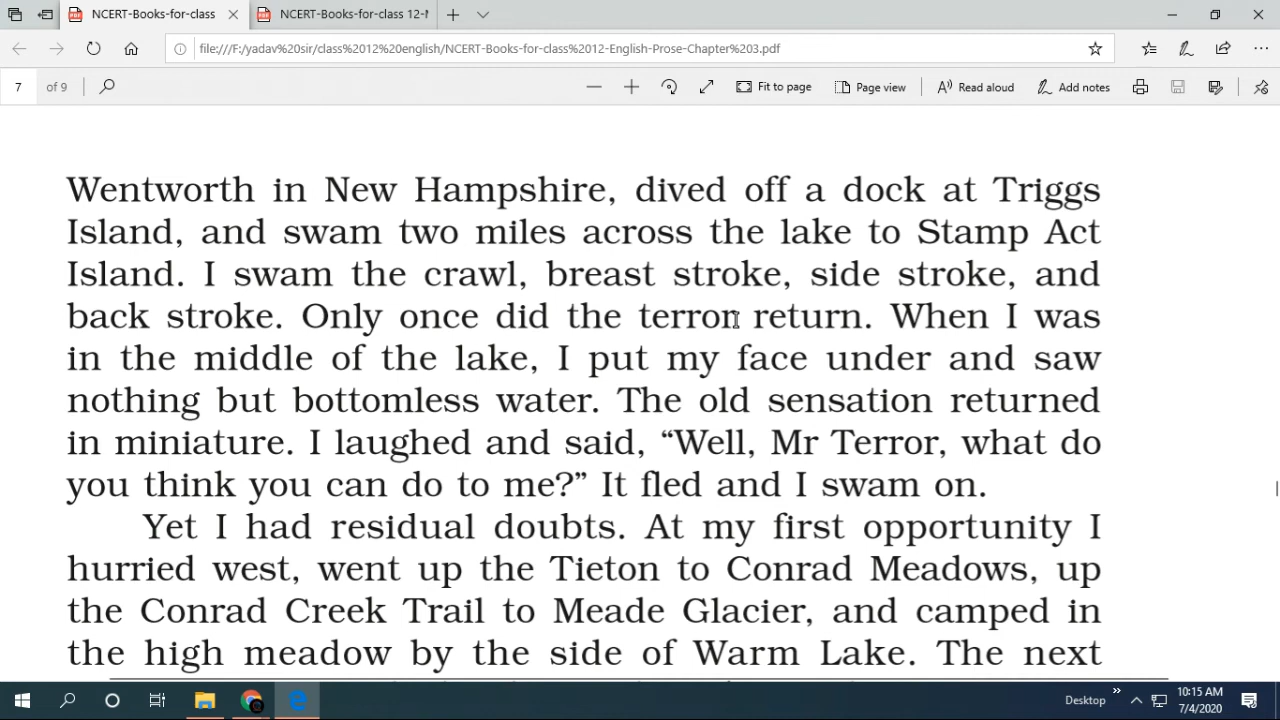 NCERT-Books-for-class
NCERT-Books-for-class 12-
file:///F:/yadav%20sir/class%2012%20english/NCERT-Books-for-class%2012-English-Prose-Chapter%203.pdf
7 of 9
Fit to page
Page view
Read aloud
Add notes
Wentworth in New Hampshire, dived off a dock at Triggs
Island, and swam two miles across the lake to Stamp Act
Island. I swam the crawl, breast stroke, side stroke, and
back stroke. Only once did the terror return. When I was
in the middle of the lake, I put my face under and saw
nothing but bottomless water. The old sensation returned
in miniature. I laughed and said, “Well, Mr Terror, what do
you think you can do to me?” It fled and I swam on.
Yet I had residual doubts. At my first opportunity I
hurried west, went up the Tieton to Conrad Meadows, up
the Conrad Creek Trail to Meade Glacier, and camped in
the high meadow by the side of Warm Lake. The next
Desktop
10:15 AM
7/4/2020